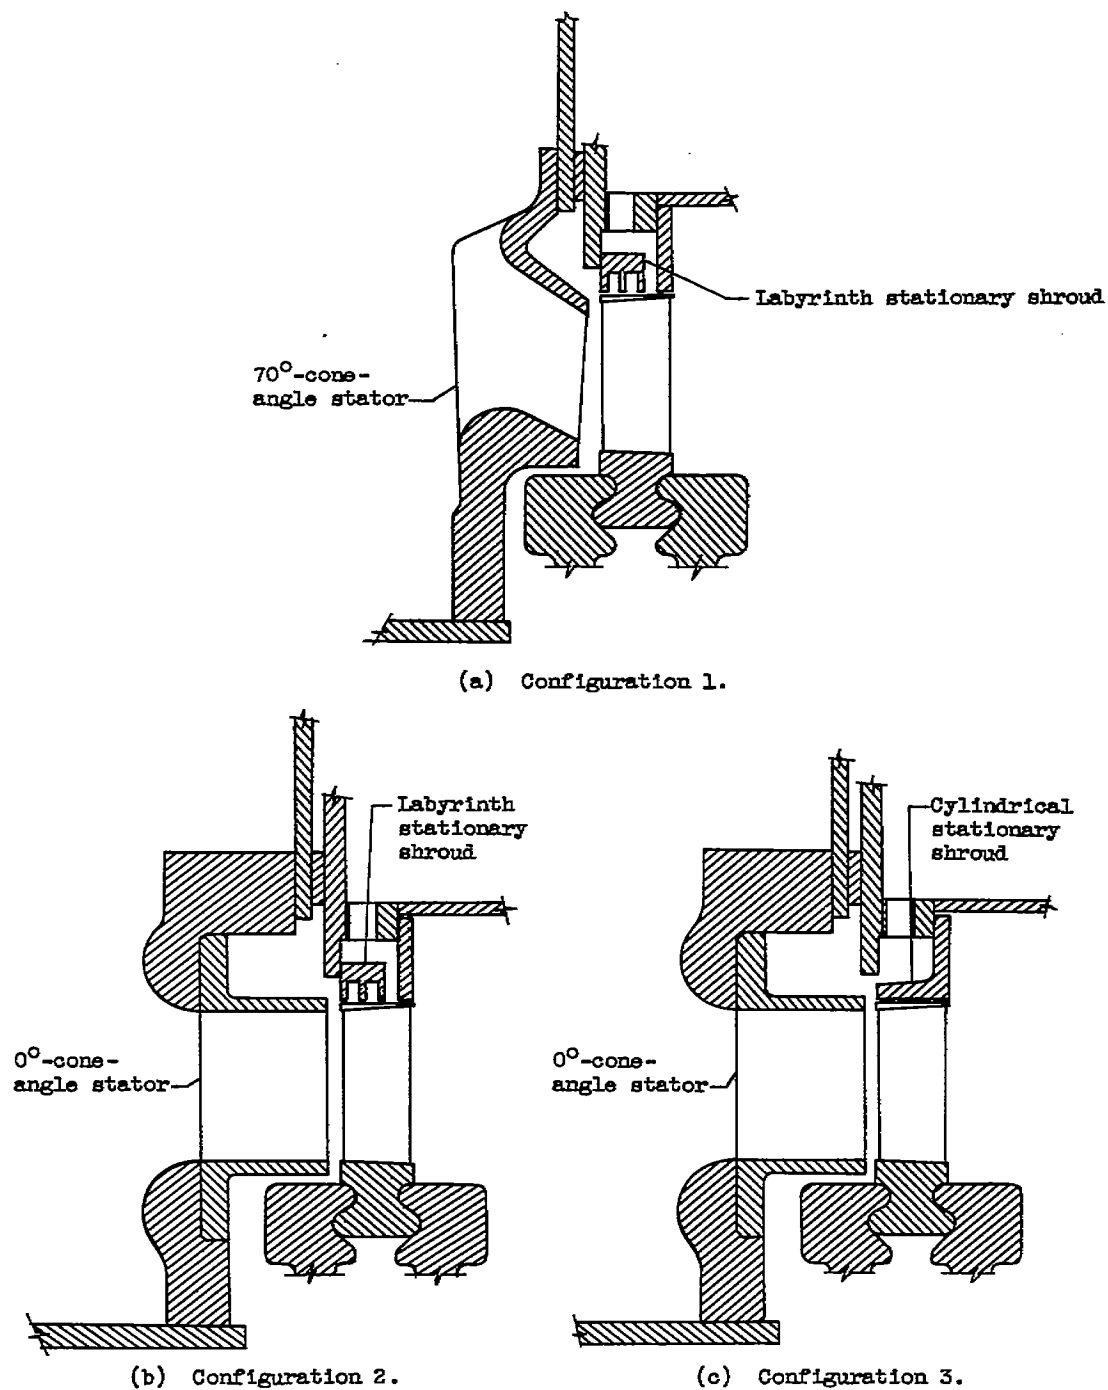 Labyrinth stationary shroud
70°-cone-
angle stator
(a) Configuration 1.
Labyrinth
stationary
shroud
0°-cone-
angle stator
(b) Configuration 2.
Cylindrical
stationary
shroud
0°-cone-
angle stator
(c) Configuration 3.